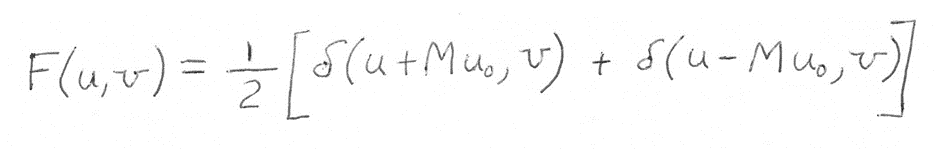 F(u,v) = 1/2 [ δ(u+Mu₀, v) + δ(u-Mu₀, v) ]